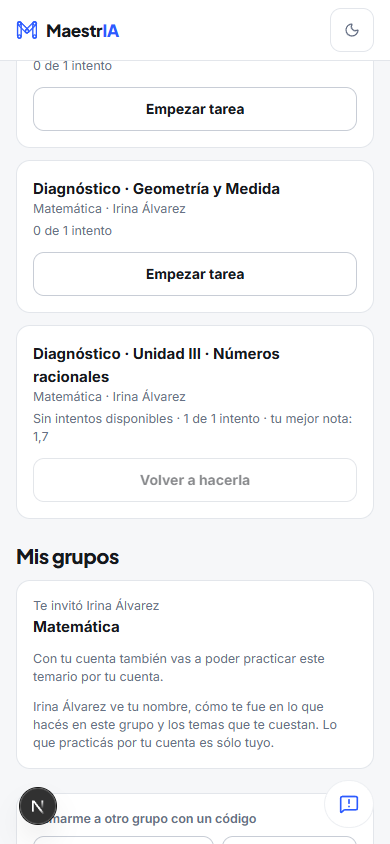 MaestrIA
0 de 1 intento
Empezar tarea
Diagnóstico · Geometría y Medida
Matemática · Irina Álvarez
0 de 1 intento
Empezar tarea
Diagnóstico · Unidad III · Números
racionales
Matemática · Irina Álvarez
Sin intentos disponibles · 1 de 1 intento · tu mejor nota:
1,7
Volver a hacerla
Mis grupos
Te invitó Irina Álvarez
Matemática
Con tu cuenta también vas a poder practicar este
temario por tu cuenta.
Irina Álvarez ve tu nombre, cómo te fue en lo que
hacés en este grupo y los temas que te cuestan. Lo
que practicás por tu cuenta es sólo tuyo.
N
marme a otro grupo con un código